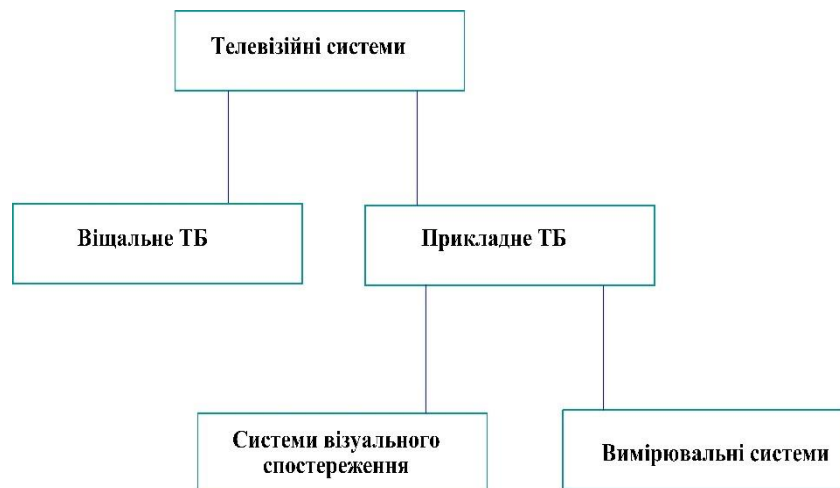 Телевізійні системи
Віщальне ТБ
Прикладне ТБ
Системи візуального
спостереження
Вимірювальні системи